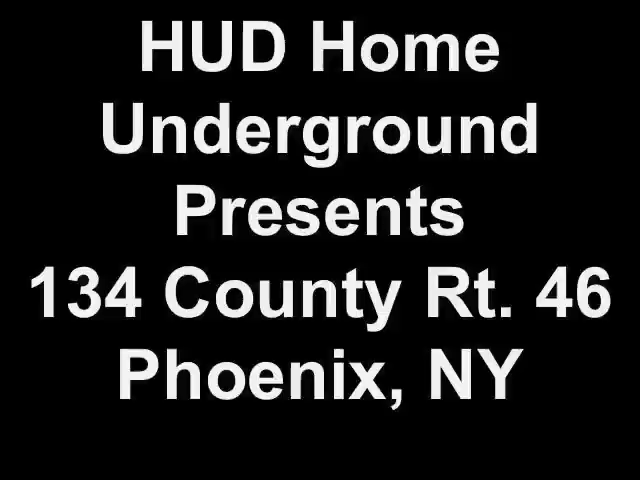 HUD Home
Underground
Presents
134 County Rt. 46
Phoenix, NY